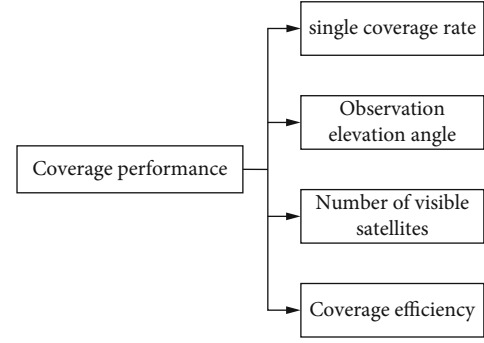 single coverage rate
Observation
elevation angle
Coverage performance
Number of visible
satellites
Coverage efficiency